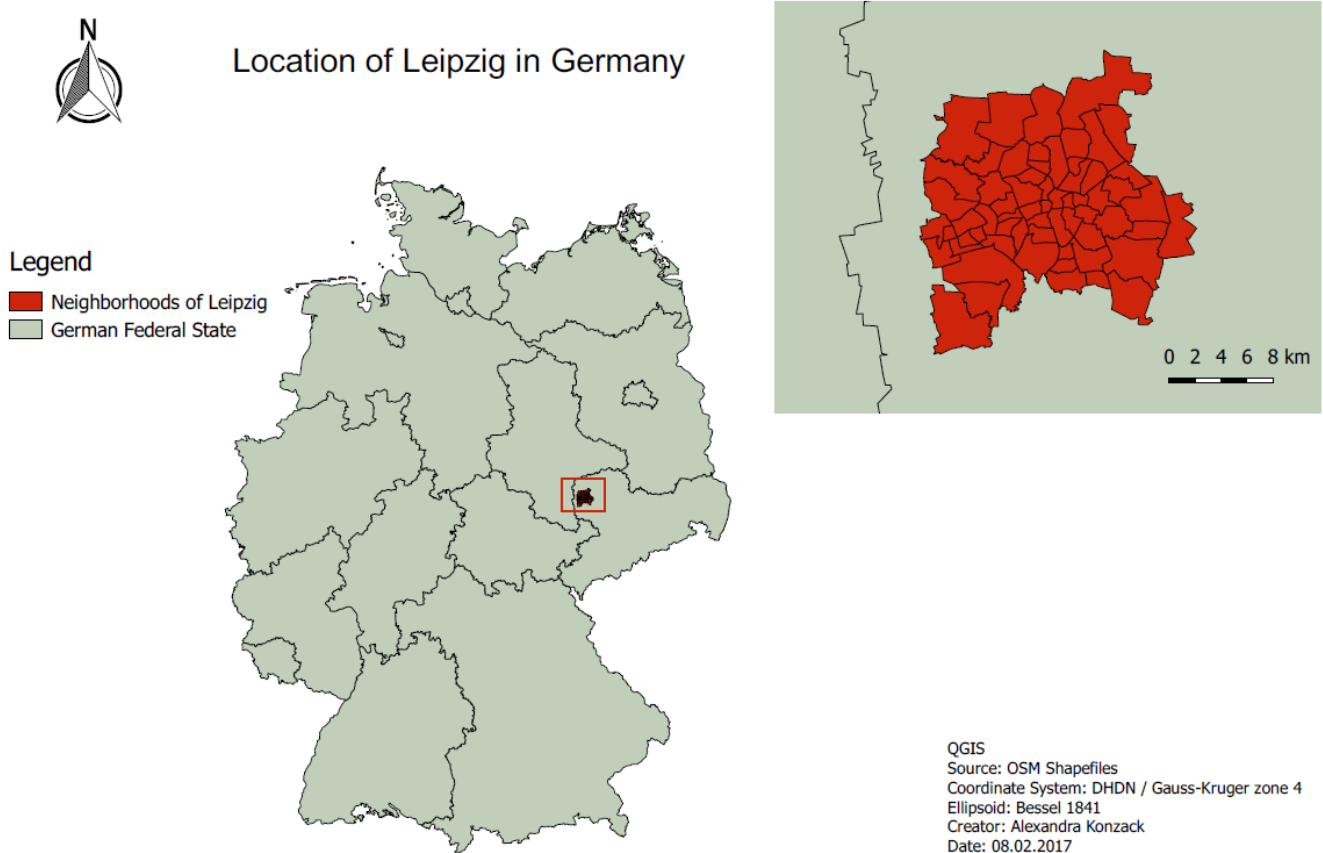 N
Location of Leipzig in Germany
Legend
Neighborhoods of Leipzig
German Federal State
0 2 4 6 8 km
QGIS
Source: OSM Shapefiles
Coordinate System: DHDN / Gauss-Kruger zone 4
Ellipsoid: Bessel 1841
Creator: Alexandra Konzack
Date: 08.02.2017